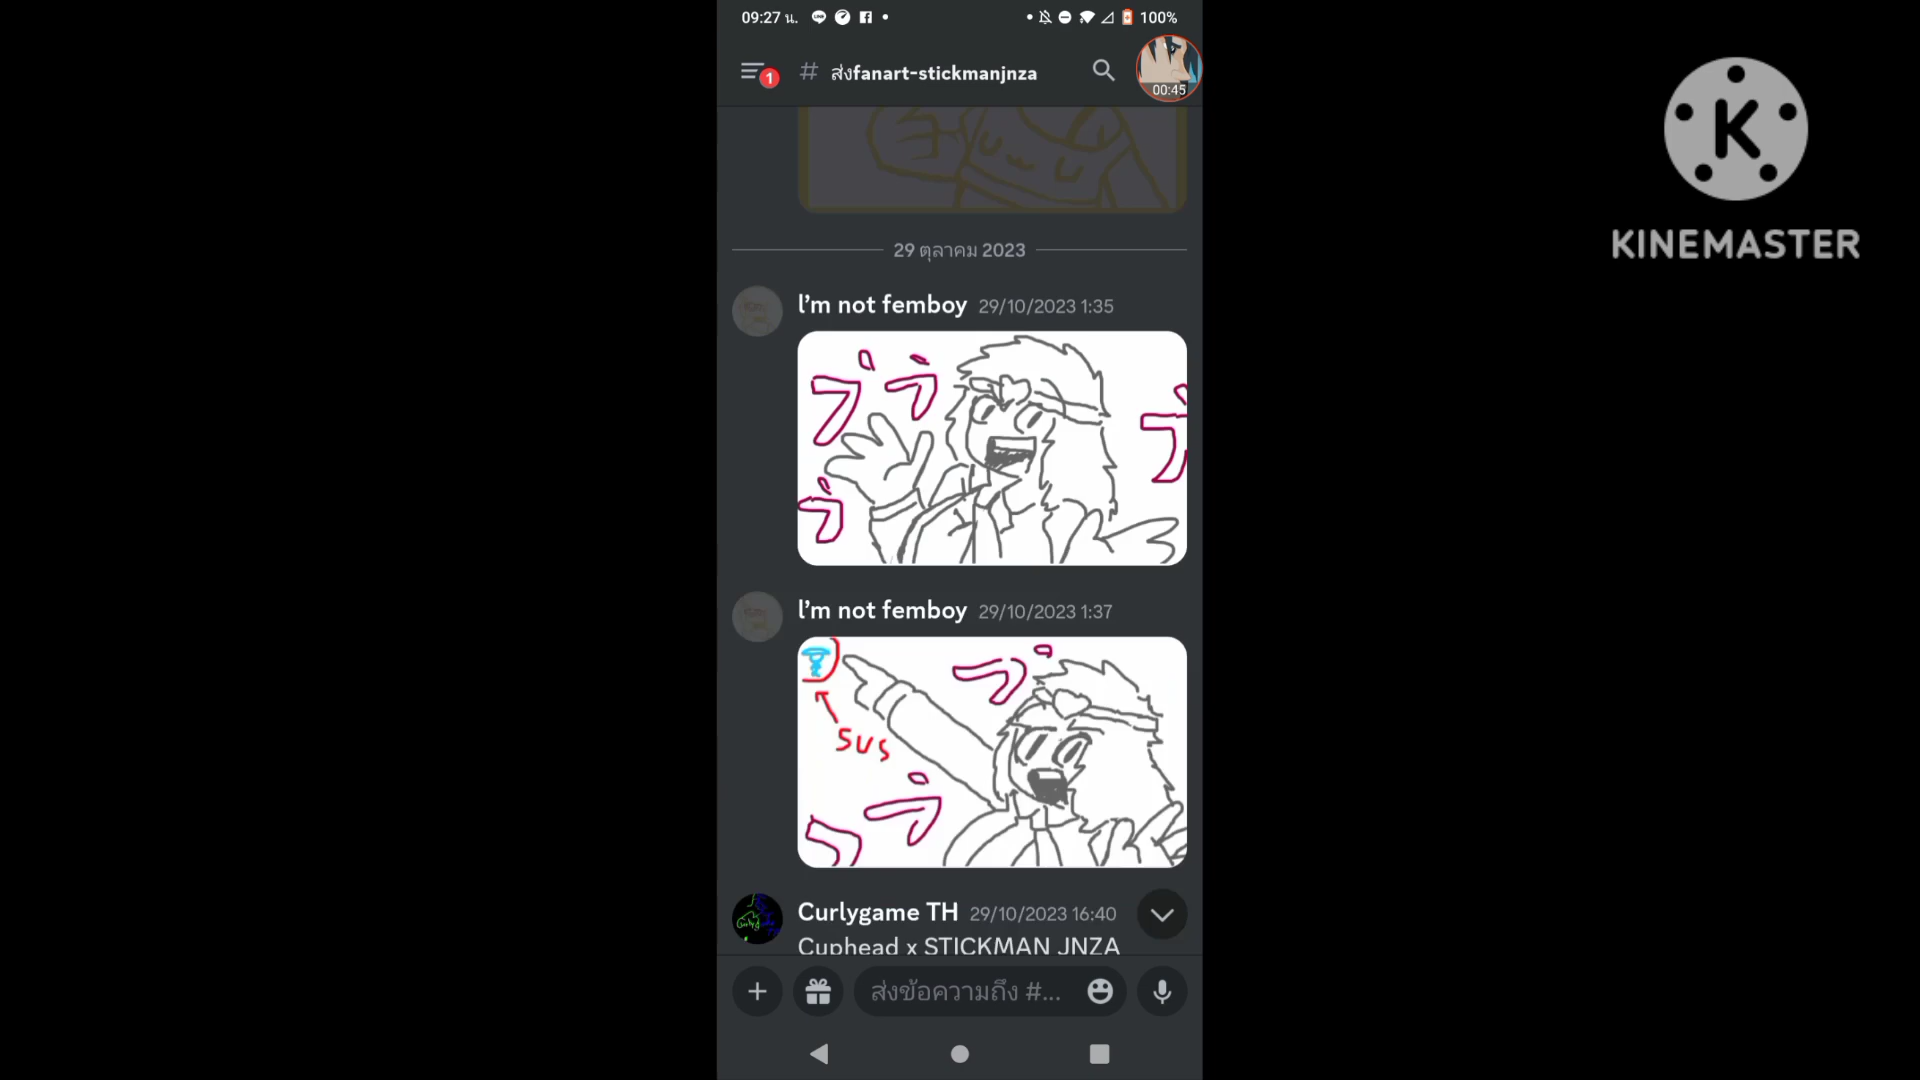 09:27 น.
100%
1
# ส่งfanart-stickmanjnza
00:45
K
KINEMASTER
29 ตุลาคม 2023
l’m not femboy 29/10/2023 1:35
l’m not femboy 29/10/2023 1:37
sus
Curlygame TH 29/10/2023 16:40
Cuphead x STICKMAN JNZA
ส่งข้อความถึง #...